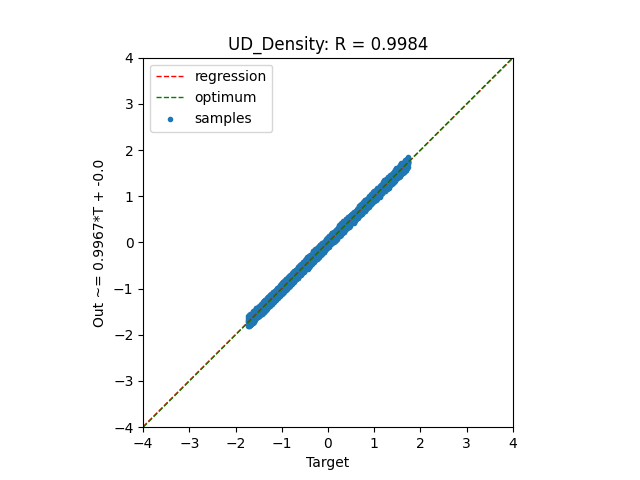 UD_Density: R = 0.9984
regression
optimum
samples
4
3
2
1
0
−1
−2
−3
−4
Out ~= 0.9967*T + -0.0
−4 −3 −2 −1 0 1 2 3 4
Target